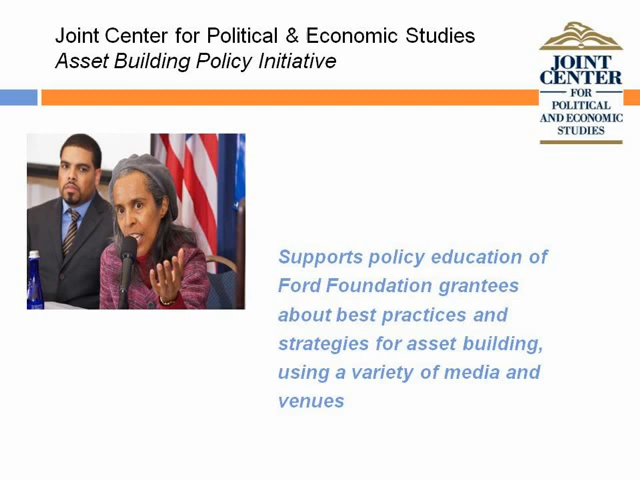 Joint Center for Political & Economic Studies
Asset Building Policy Initiative
JOINT
CENTER
FOR
POLITICAL
AND ECONOMIC
STUDIES
Supports policy education of
Ford Foundation grantees
about best practices and
strategies for asset building,
using a variety of media and
venues